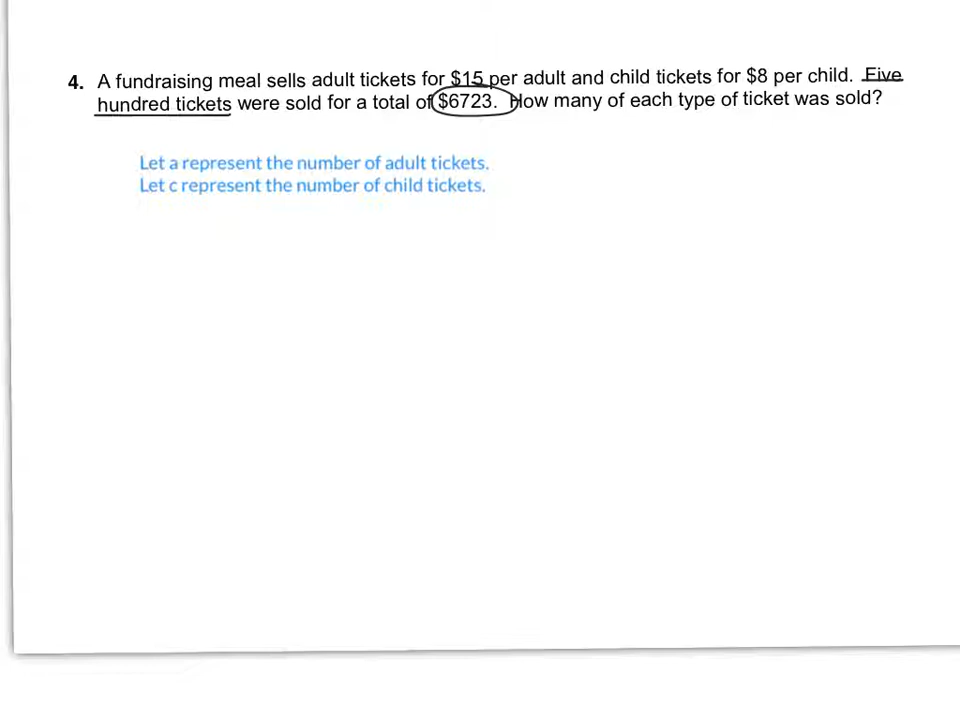 4. A fundraising meal sells adult tickets for $15 per adult and child tickets for $8 per child. Five
hundred tickets were sold for a total of $6723. How many of each type of ticket was sold?
Let a represent the number of adult tickets.
Let c represent the number of child tickets.